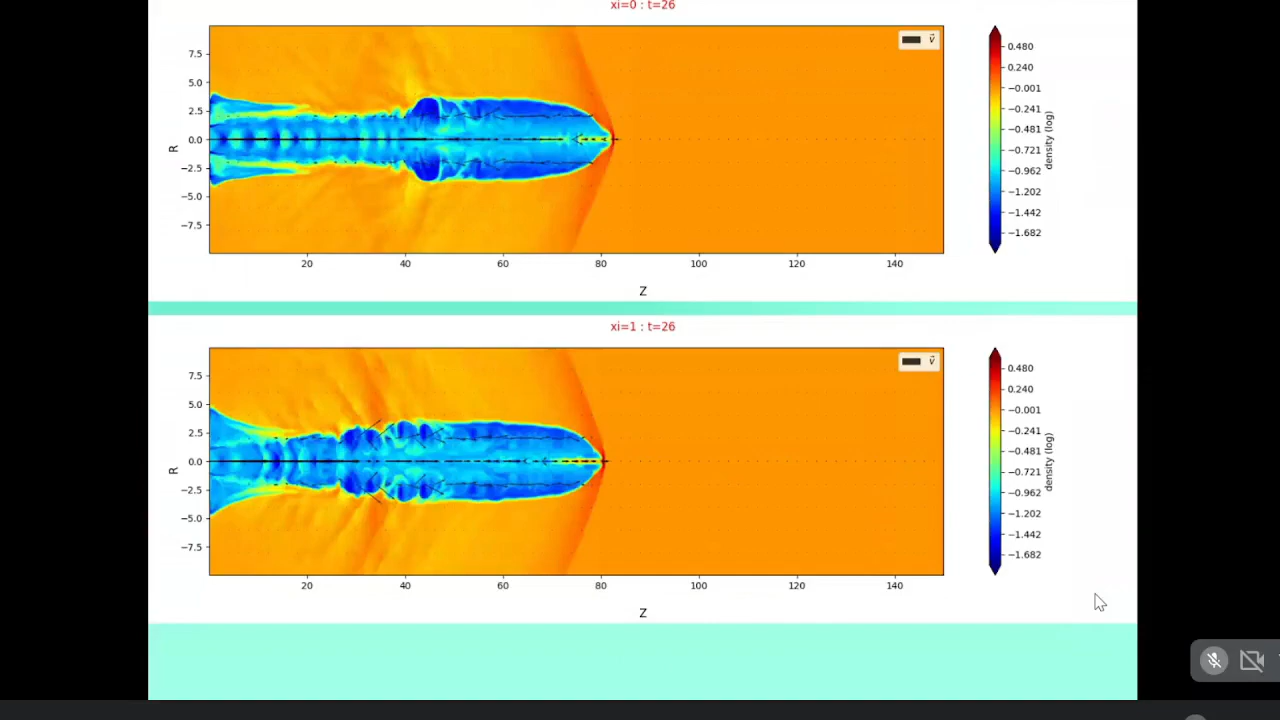 xi=0 : t=26
v⃗
7.5
5.0
2.5
0.0
−2.5
−5.0
−7.5
R
20 40 60 80 100 120 140
Z
0.480
0.240
−0.001
−0.241
−0.481
−0.721
−0.962
−1.202
−1.442
−1.682
density (log)
xi=1 : t=26
v⃗
7.5
5.0
2.5
0.0
−2.5
−5.0
−7.5
R
20 40 60 80 100 120 140
Z
0.480
0.240
−0.001
−0.241
−0.481
−0.721
−0.962
−1.202
−1.442
−1.682
density (log)